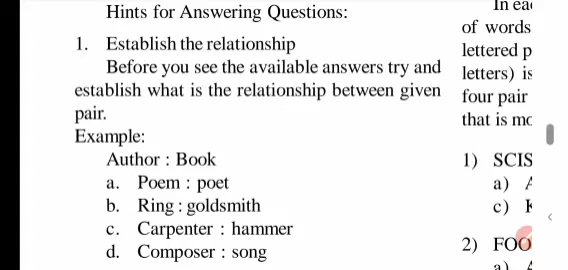 Hints for Answering Questions:
1. Establish the relationship
Before you see the available answers try and
establish what is the relationship between given
pair.
Example:
Author : Book
a. Poem : poet
b. Ring : goldsmith
c. Carpenter : hammer
d. Composer : song
In
of words
lettered
letters) is
four pair
that is
1)
a)
c)
2)
a)